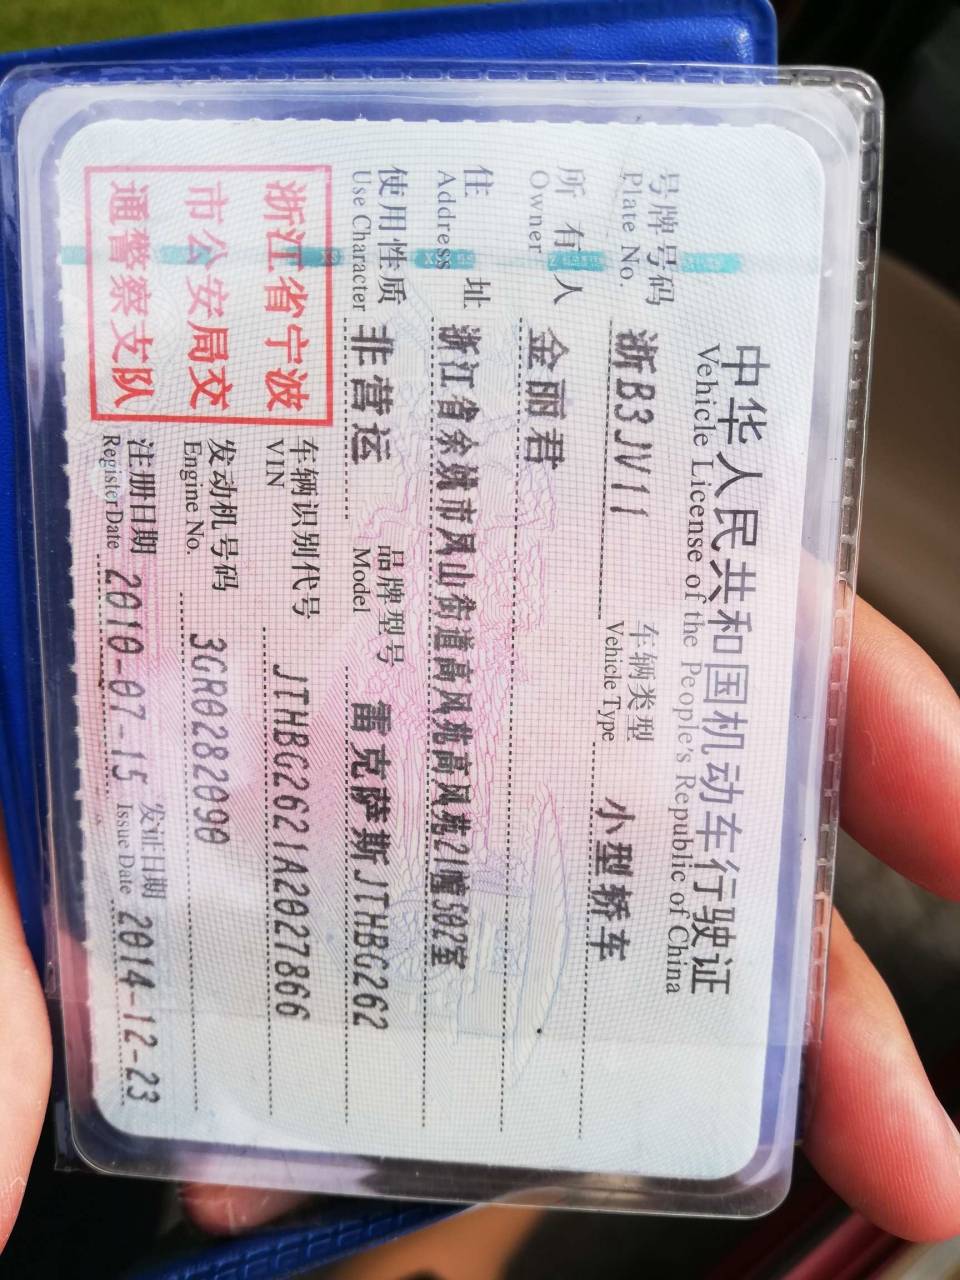 中华人民共和国机动车行驶证
Vehicle License of the People's Republic of China
号牌号码 浙B3JV11 车辆类型 小型轿车
Plate No. Vehicle Type
所有人 金丽君
Owner
住址 浙江省余姚市凤山街道高风苑高风苑21幢502室
Address
使用性质 非营运 品牌型号 雷克萨斯JTHBG262
Use Character Model
浙江省宁波
市公安局交
通警察支队
车辆识别代号 JTHBG2621A2027866
VIN
发动机号码 3GR0282090
Engine No.
注册日期 2010-07-15 发证日期 2014-12-23
Register Date Issue Date